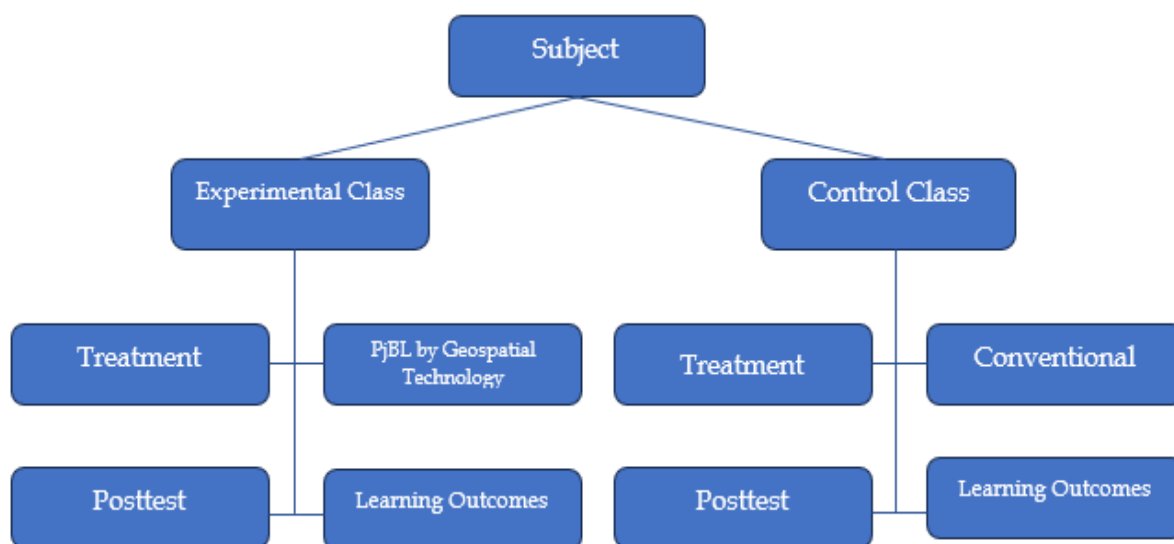 Subject
Experimental Class
Control Class
Treatment
PjBL by Geospatial
Technology
Treatment
Conventional
Posttest
Learning Outcomes
Posttest
Learning Outcomes